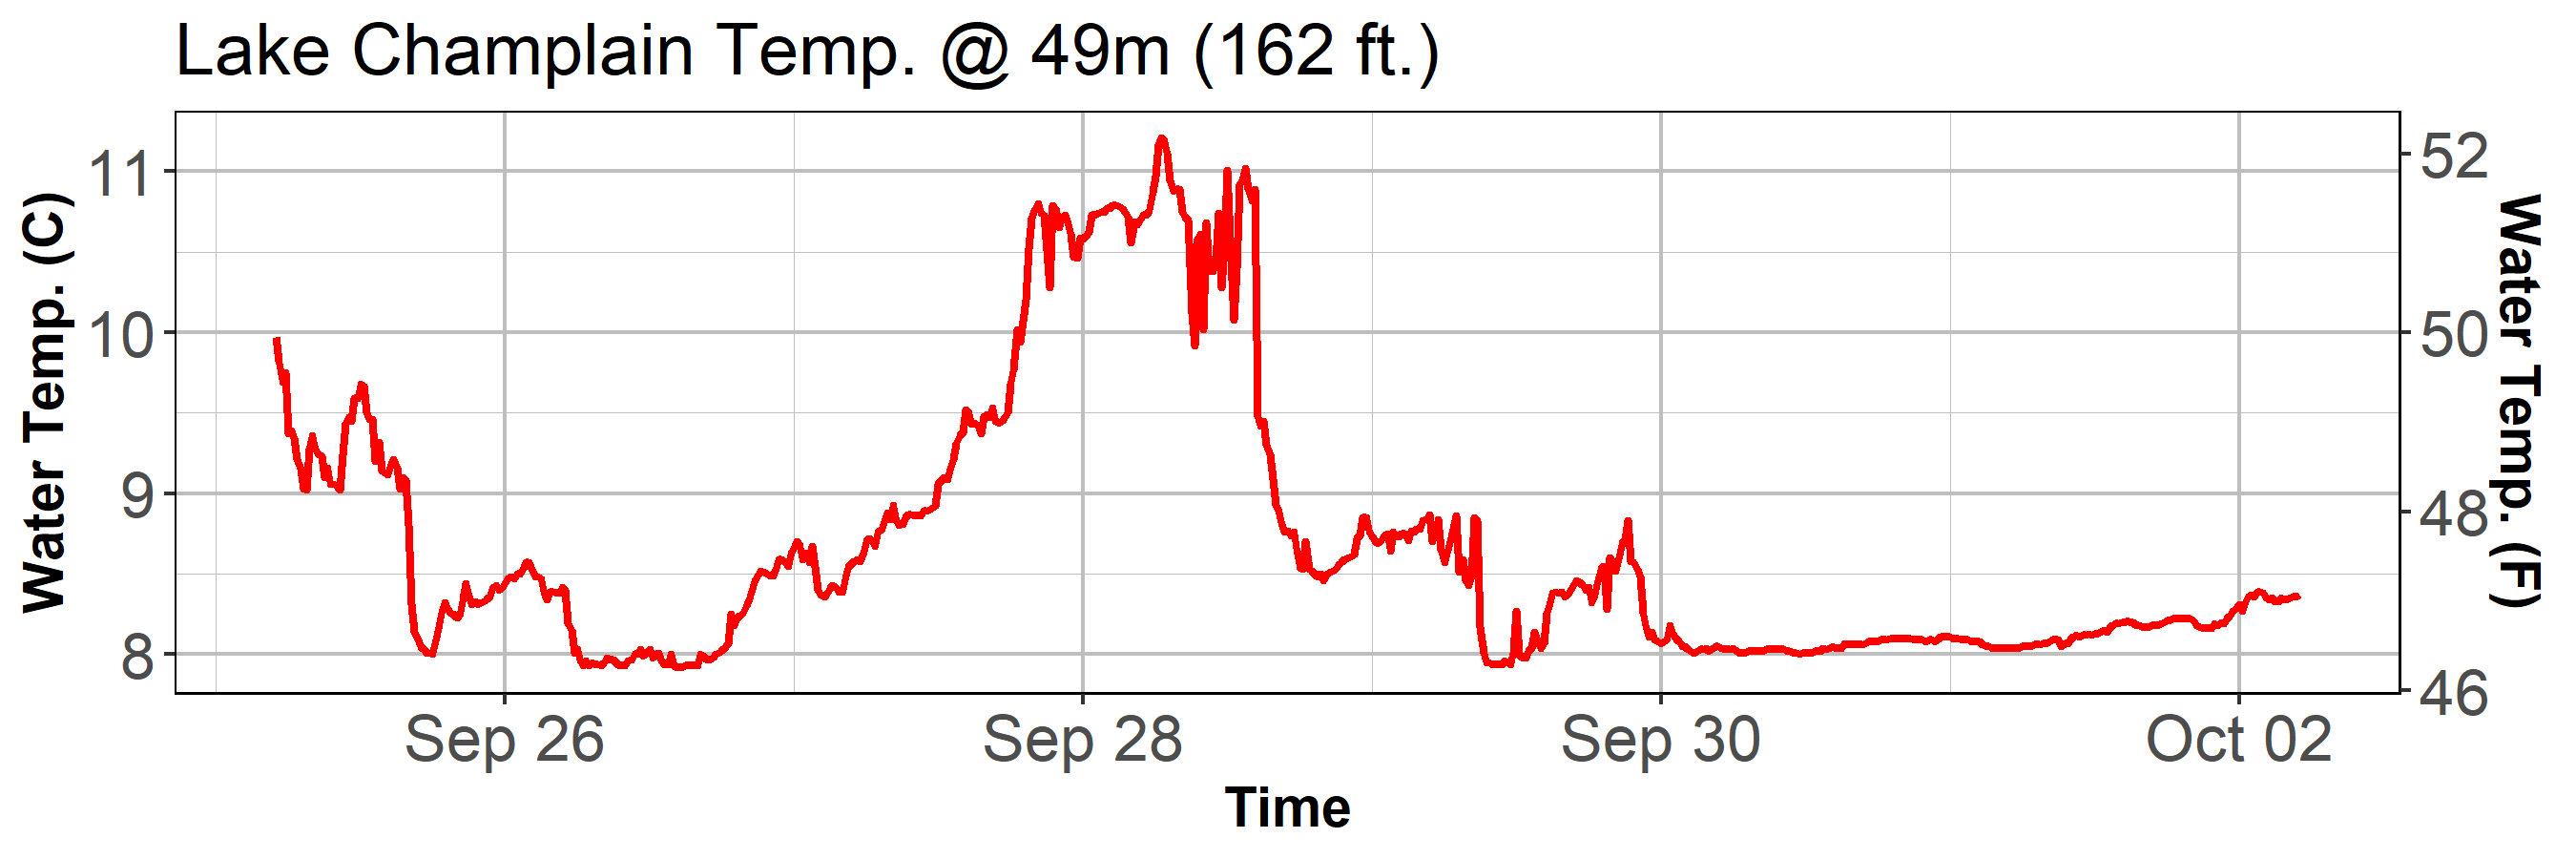 Lake Champlain Temp. @ 49m (162 ft.)
Water Temp. (C)
11
10
9
8
52
50
48
46
Water Temp. (F)
Sep 26
Sep 28
Sep 30
Oct 02
Time